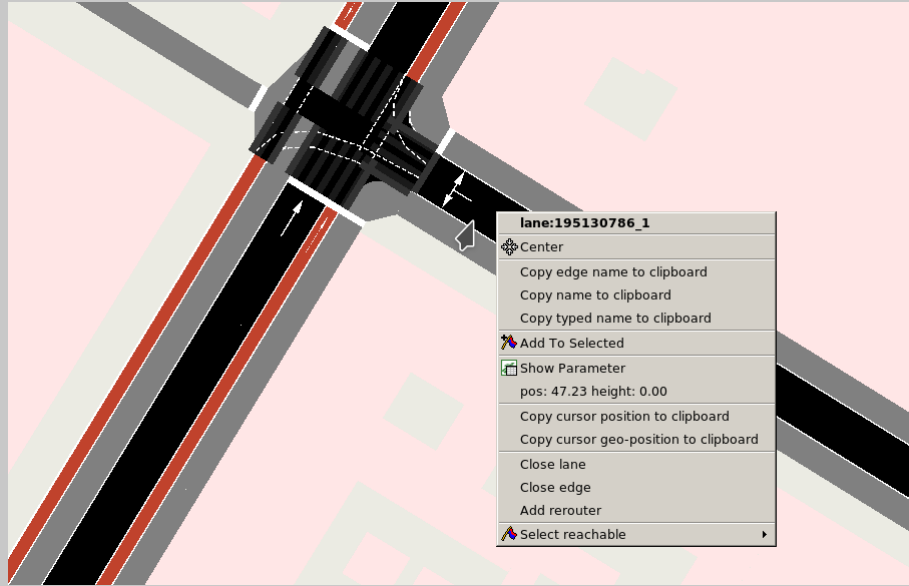 lane:195130786_1
Center
Copy edge name to clipboard
Copy name to clipboard
Copy typed name to clipboard
Add To Selected
Show Parameter
pos: 47.23 height: 0.00
Copy cursor position to clipboard
Copy cursor geo-position to clipboard
Close lane
Close edge
Add rerouter
Select reachable